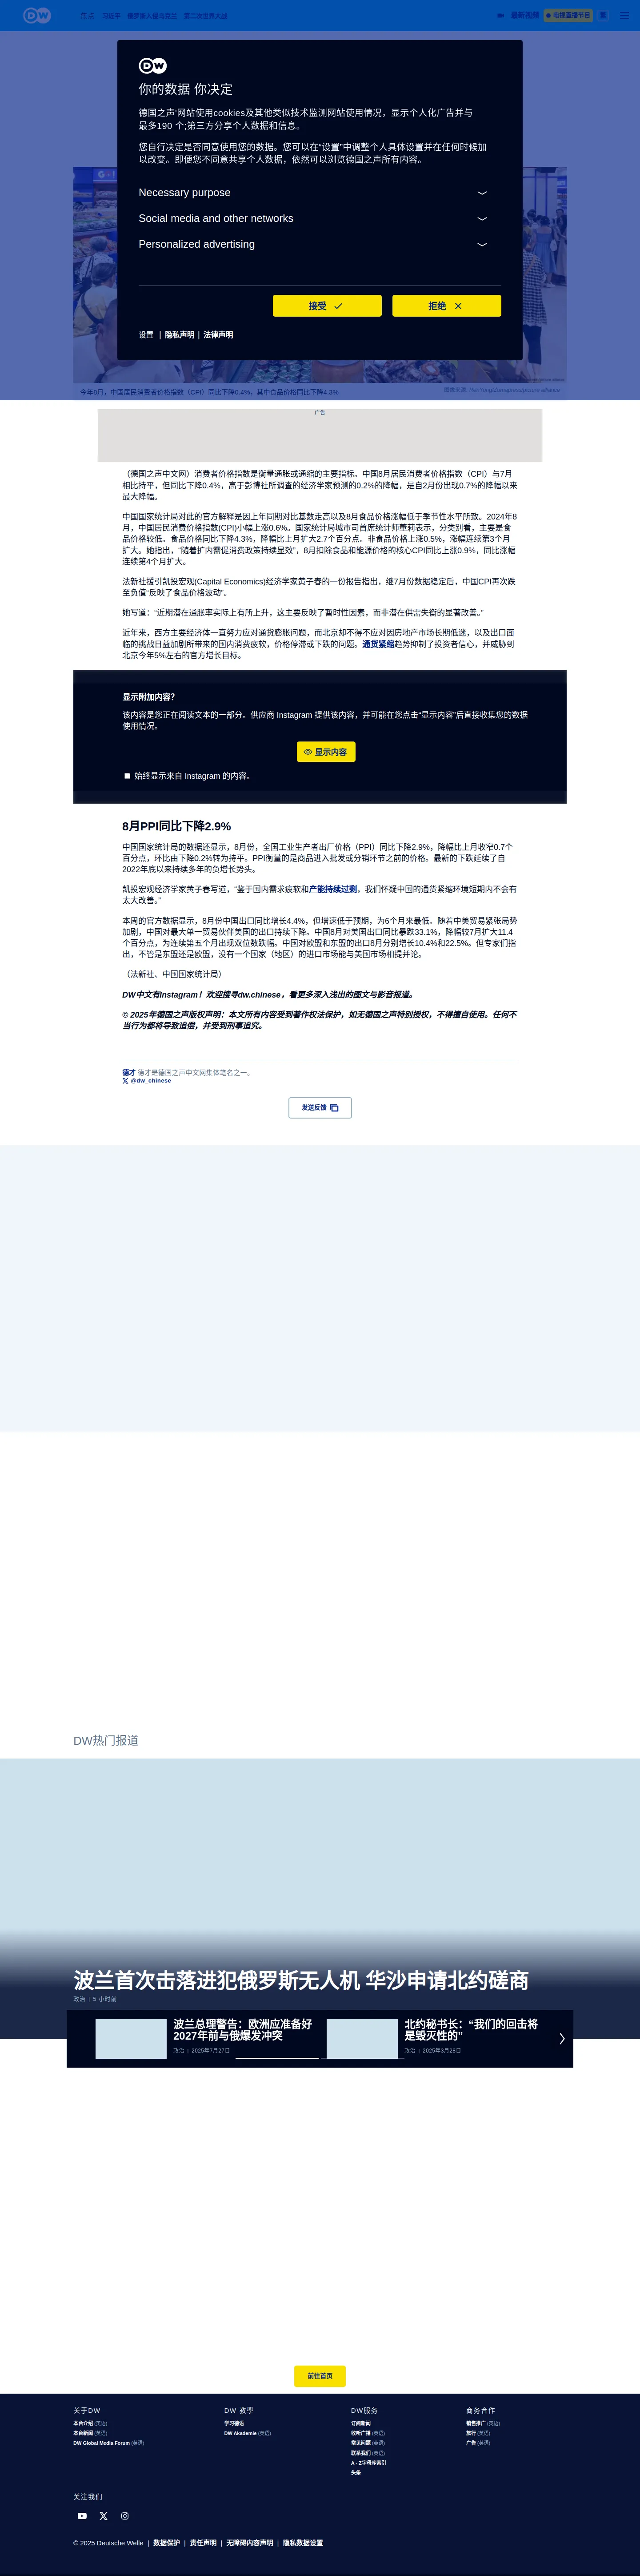 DW
热点 习近平 俄罗斯入侵乌克兰 第二次世界大战
最新视频 电视直播节目 繁
DW
你的数据 你决定
德国之声‘网站使用cookies及其他类似技术监测网站使用情况，显示个人化广告并与
最多190 个;第三方分享个人数据和信息。
您自行决定是否同意使用您的数据。您可以在“设置”中调整个人具体设置并在任何时候加
以改变。即便您不同意共享个人数据，依然可以浏览德国之声所有内容。
Necessary purpose
Social media and other networks
Personalized advertising
接受
拒绝
设置 | 隐私声明 | 法律声明
今年8月，中国居民消费者价格指数（CPI）同比下降0.4%，其中食品价格同比下降4.3%
广告
（德国之声中文网）消费者价格指数是衡量通胀或通缩的主要指标。中国8月居民消费者价格指数（CPI）与7月
相比持平，但同比下降0.4%，高于彭博社所调查的经济学家预测的0.2%的降幅，是自2月份出现0.7%的降幅以来
最大降幅。
中国国家统计局对此的官方解释是因上年同期对比基数走高以及8月食品价格涨幅低于季节性水平所致。2024年8
月，中国居民消费价格指数(CPI)小幅上涨0.6%。国家统计局城市司首席统计师董莉表示，分类别看，主要是食
品价格较低。食品价格同比下降4.3%，降幅比上月扩大2.7个百分点。非食品价格上涨0.5%，涨幅连续第3个月
扩大。她指出，“随着扩内需促消费政策持续显效”，8月扣除食品和能源价格的核心CPI同比上涨0.9%，同比涨幅
连续第4个月扩大。
法新社援引凯投宏观(Capital Economics)经济学家黄子春的一份报告指出，继7月份数据稳定后，中国CPI再次跌
至负值“反映了食品价格波动”。
她写道：“近期潜在通胀率实际上有所上升，这主要反映了暂时性因素，而非潜在供需失衡的显著改善。”
近年来，西方主要经济体一直努力应对通货膨胀问题，而北京却不得不应对因房地产市场长期低迷，以及出口面
临的挑战日益加剧所带来的国内消费疲软，价格停滞或下跌的问题。通货紧缩趋势抑制了投资者信心，并威胁到
北京今年5%左右的官方增长目标。
显示附加内容？
该内容是您正在阅读文本的一部分。供应商 Instagram 提供该内容，并可能在您点击“显示内容”后直接收集您的数据
使用情况。
显示内容
始终显示来自 Instagram 的内容。
8月PPI同比下降2.9%
中国国家统计局的数据还显示，8月份，全国工业生产者出厂价格（PPI）同比下降2.9%，降幅比上月收窄0.7个
百分点，环比由下降0.2%转为持平。PPI衡量的是商品进入批发或分销环节之前的价格。最新的下跌延续了自
2022年底以来持续多年的负增长势头。
凯投宏观经济学家黄子春写道，“鉴于国内需求疲软和产能持续过剩，我们怀疑中国的通货紧缩环境短期内不会有
太大改善。”
本周的官方数据显示，8月份中国出口同比增长4.4%，但增速低于预期，为6个月来最低。随着中美贸易紧张局势
加剧，中国对最大单一贸易伙伴美国的出口持续下降。中国8月对美国出口同比暴跌33.1%，降幅较7月扩大11.4
个百分点，为连续第五个月出现双位数跌幅。中国对欧盟和东盟的出口8月分别增长10.4%和22.5%。但专家们指
出，不管是东盟还是欧盟，没有一个国家（地区）的进口市场能与美国市场相提并论。
（法新社、中国国家统计局）
DW中文有Instagram！欢迎搜寻dw.chinese，看更多深入浅出的图文与影音报道。
© 2025年德国之声版权声明：本文所有内容受到著作权法保护，如无德国之声特别授权，不得擅自使用。任何不
当行为都将导致追偿，并受到刑事追究。
德才 德才是德国之声中文网集体笔名之一。
@dw_chinese
发送反馈
DW热门报道
波兰首次击落进犯俄罗斯无人机 华沙申请北约磋商
政治 | 5 小时前
波兰总理警告：欧洲应准备好
2027年前与俄爆发冲突
政治 | 2025年7月27日
北约秘书长：“我们的回击将
是毁灭性的”
政治 | 2025年3月26日
前往首页
关于DW
本台介绍 (英语)
本台新闻 (英语)
DW Global Media Forum (英语)
DW 教學
学习德语
DW Akademie (英语)
DW服务
订阅新闻
收听广播 (英语)
常见问题 (英语)
联系我们 (英语)
A - Z字母序索引
头条
商务合作
销售推广 (英语)
旅行 (英语)
广告 (英语)
关注我们
© 2025 Deutsche Welle | 数据保护 | 责任声明 | 无障碍内容声明 | 隐私数据设置